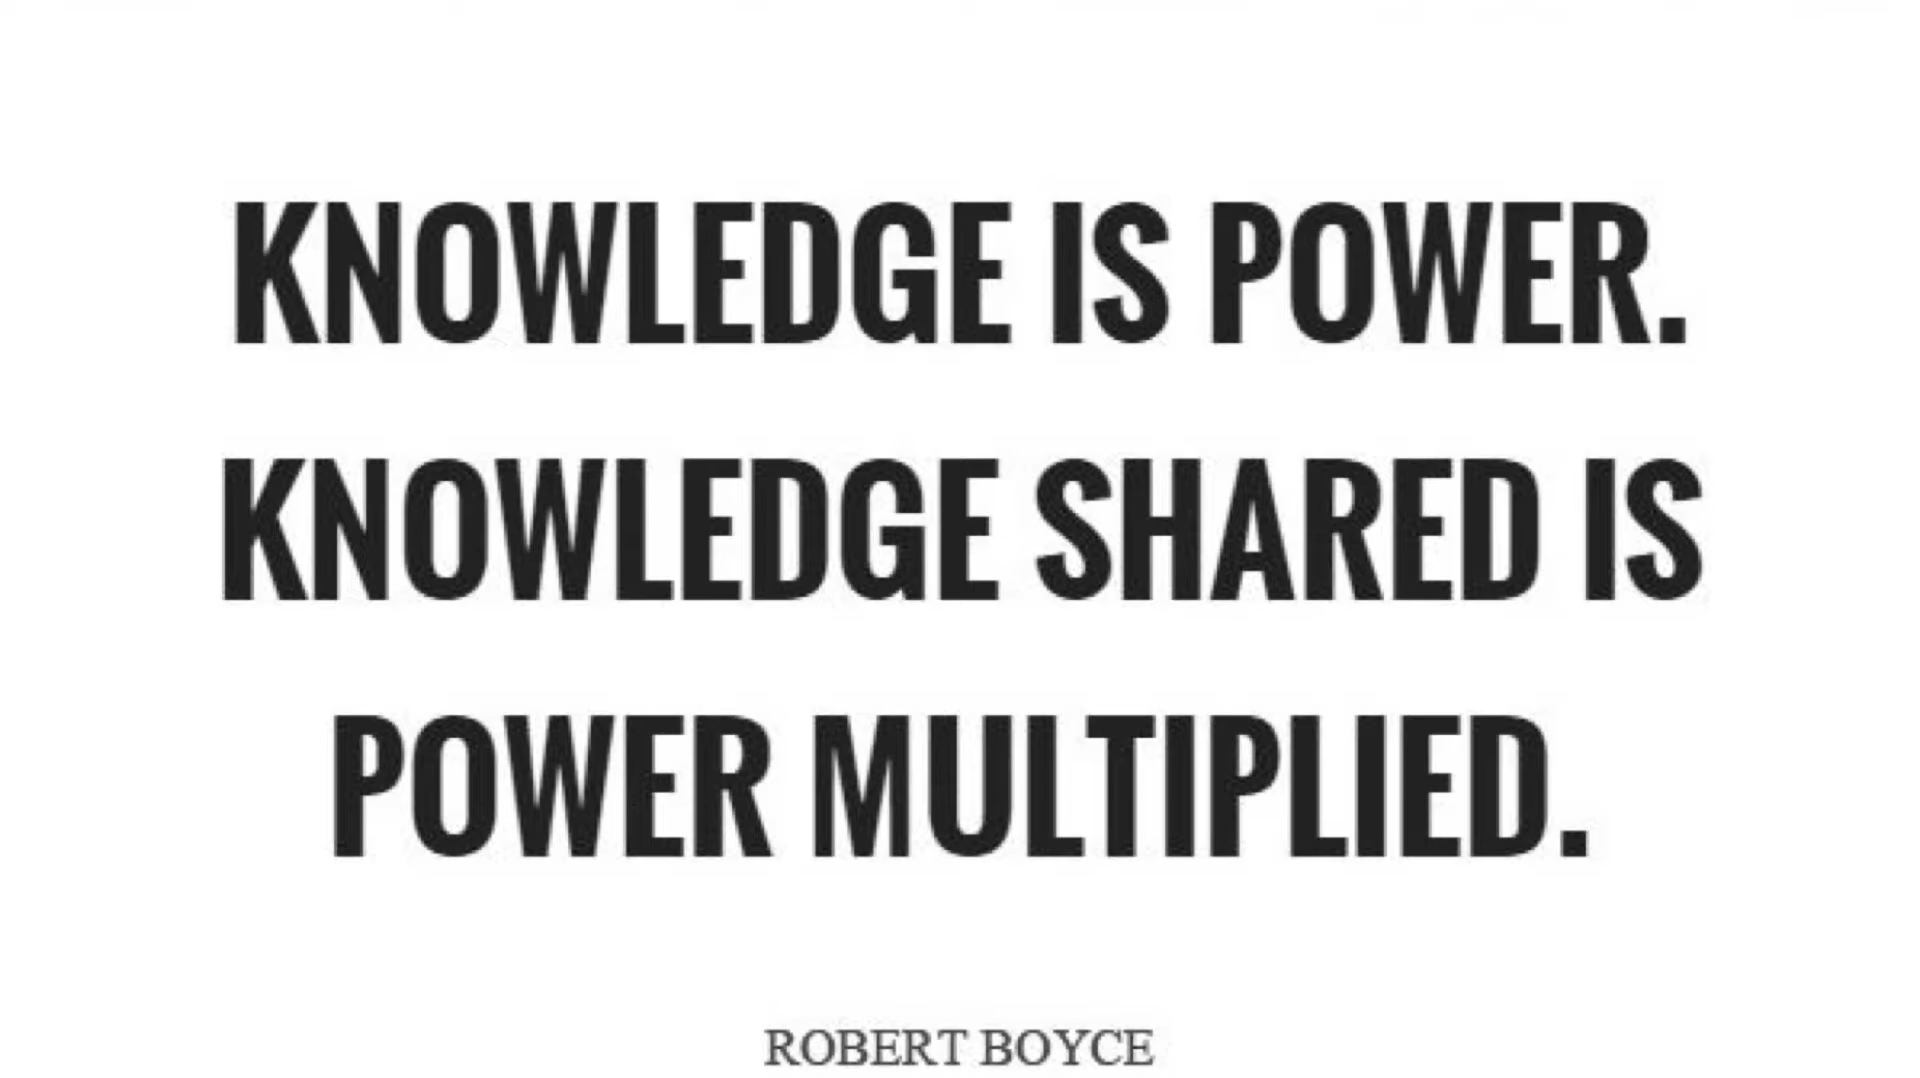 KNOWLEDGE IS POWER.
KNOWLEDGE SHARED IS
POWER MULTIPLIED.
ROBERT BOYCE